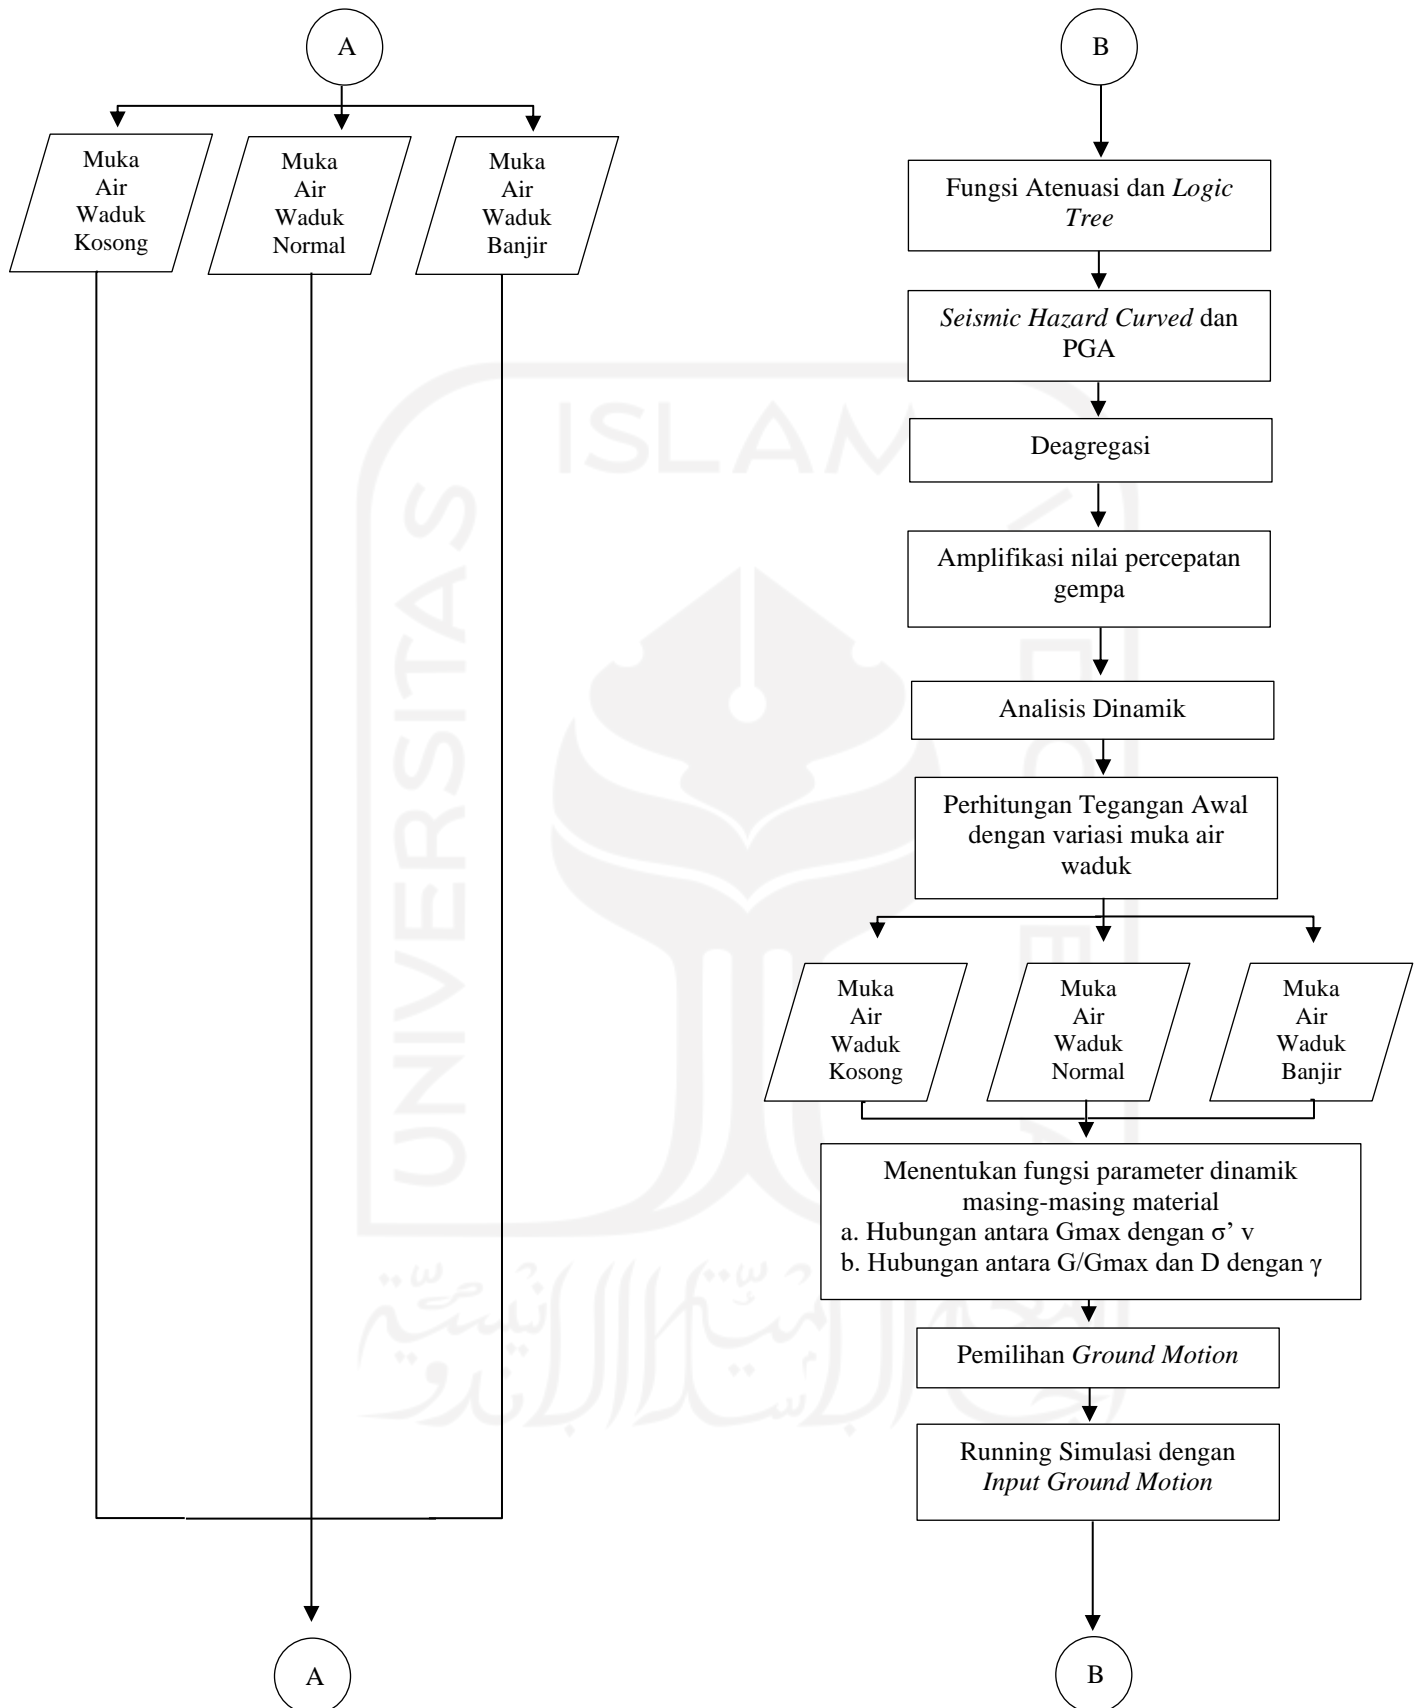 A
Muka
Air
Waduk
Kosong
Muka
Air
Waduk
Normal
Muka
Air
Waduk
Banjir
A
B
Fungsi Atenuasi dan Logic
Tree
Seismic Hazard Curved dan
PGA
Deagregasi
Amplifikasi nilai percepatan
gempa
Analisis Dinamik
Perhitungan Tegangan Awal
dengan variasi muka air
waduk
Muka
Air
Waduk
Kosong
Muka
Air
Waduk
Normal
Muka
Air
Waduk
Banjir
Menentukan fungsi parameter dinamik
masing-masing material
a. Hubungan antara Gmax dengan σ’ v
b. Hubungan antara G/Gmax dan D dengan γ
Pemilihan Ground Motion
Running Simulasi dengan
Input Ground Motion
B
UNIVERSITAS
ISLAM